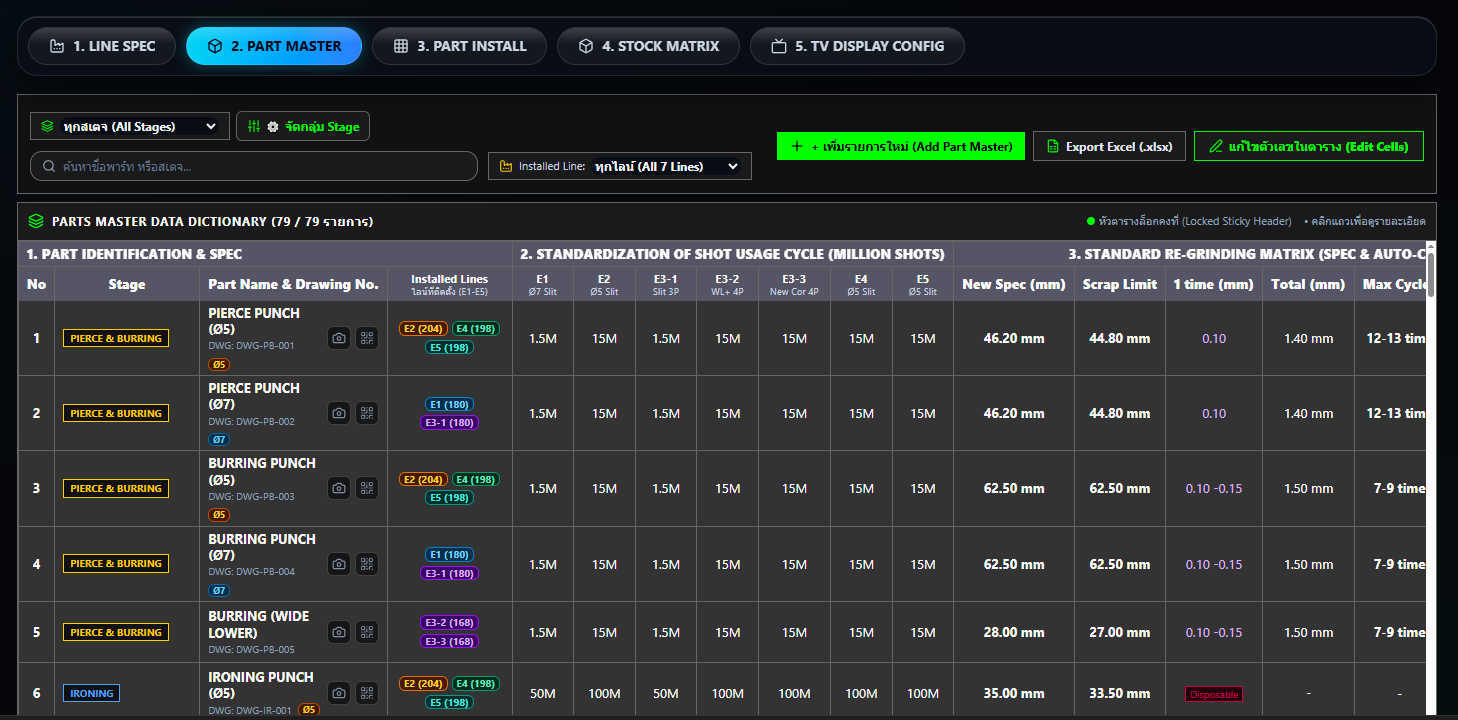 1. LINE SPEC 2. PART MASTER 3. PART INSTALL 4. STOCK MATRIX 5. TV DISPLAY CONFIG
ทุกสเตจ (All Stages) จัดกลุ่ม Stage
ค้นหาชื่อพาร์ท หรือสเตจ... Installed Line: ทุกไลน์ (All 7 Lines)
+ + เพิ่มรายการใหม่ (Add Part Master) Export Excel (.xlsx) แก้ไขตัวเลขในตาราง (Edit Cells)
PARTS MASTER DATA DICTIONARY (79 / 79 รายการ) หัวตารางล็อกคงที่ (Locked Sticky Header) • คลิกแถวเพื่อดูรายละเอียด
1. PART IDENTIFICATION & SPEC 2. STANDARDIZATION OF SHOT USAGE CYCLE (MILLION SHOTS) 3. STANDARD RE-GRINDING MATRIX (SPEC & AUTO-C
No Stage Part Name & Drawing No. Installed Lines E1 E2 E3-1 E3-2 E3-3 E4 E5 New Spec (mm) Scrap Limit 1 time (mm) Total (mm) Max Cycle
ไลน์ที่ติดตั้ง (E1-E5) Ø7 Slit Ø5 Slit Slit 3P WL+ 4P New Cor 4P Ø5 Slit Ø5 Slit
PIERCE PUNCH
(Ø5)
1 PIERCE & BURRING DWG: DWG-PB-001 E2 (204) E4 (198) 1.5M 15M 1.5M 15M 15M 15M 15M 46.20 mm 44.80 mm 0.10 1.40 mm 12-13 tim
E5 (198)
Ø5
PIERCE PUNCH
(Ø7)
2 PIERCE & BURRING DWG: DWG-PB-002 E1 (180) 1.5M 15M 1.5M 15M 15M 15M 15M 46.20 mm 44.80 mm 0.10 1.40 mm 12-13 tim
E3-1 (180)
Ø7
BURRING PUNCH
(Ø5)
3 PIERCE & BURRING DWG: DWG-PB-003 E2 (204) E4 (198) 1.5M 15M 1.5M 15M 15M 15M 15M 62.50 mm 62.50 mm 0.10 -0.15 1.50 mm 7-9 time
E5 (198)
Ø5
BURRING PUNCH
(Ø7)
4 PIERCE & BURRING DWG: DWG-PB-004 E1 (180) 1.5M 15M 1.5M 15M 15M 15M 15M 62.50 mm 62.50 mm 0.10 -0.15 1.50 mm 7-9 time
E3-1 (180)
Ø7
BURRING (WIDE
LOWER)
5 PIERCE & BURRING DWG: DWG-PB-005 E3-2 (168) 1.5M 15M 1.5M 15M 15M 15M 15M 28.00 mm 27.00 mm 0.10 -0.15 1.50 mm 7-9 time
E3-3 (168)
IRONING PUNCH
(Ø5)
6 IRONING DWG: DWG-IR-001 Ø5 E2 (204) E4 (198) 50M 100M 50M 100M 100M 100M 100M 35.00 mm 33.50 mm Disposable - -
E5 (198)